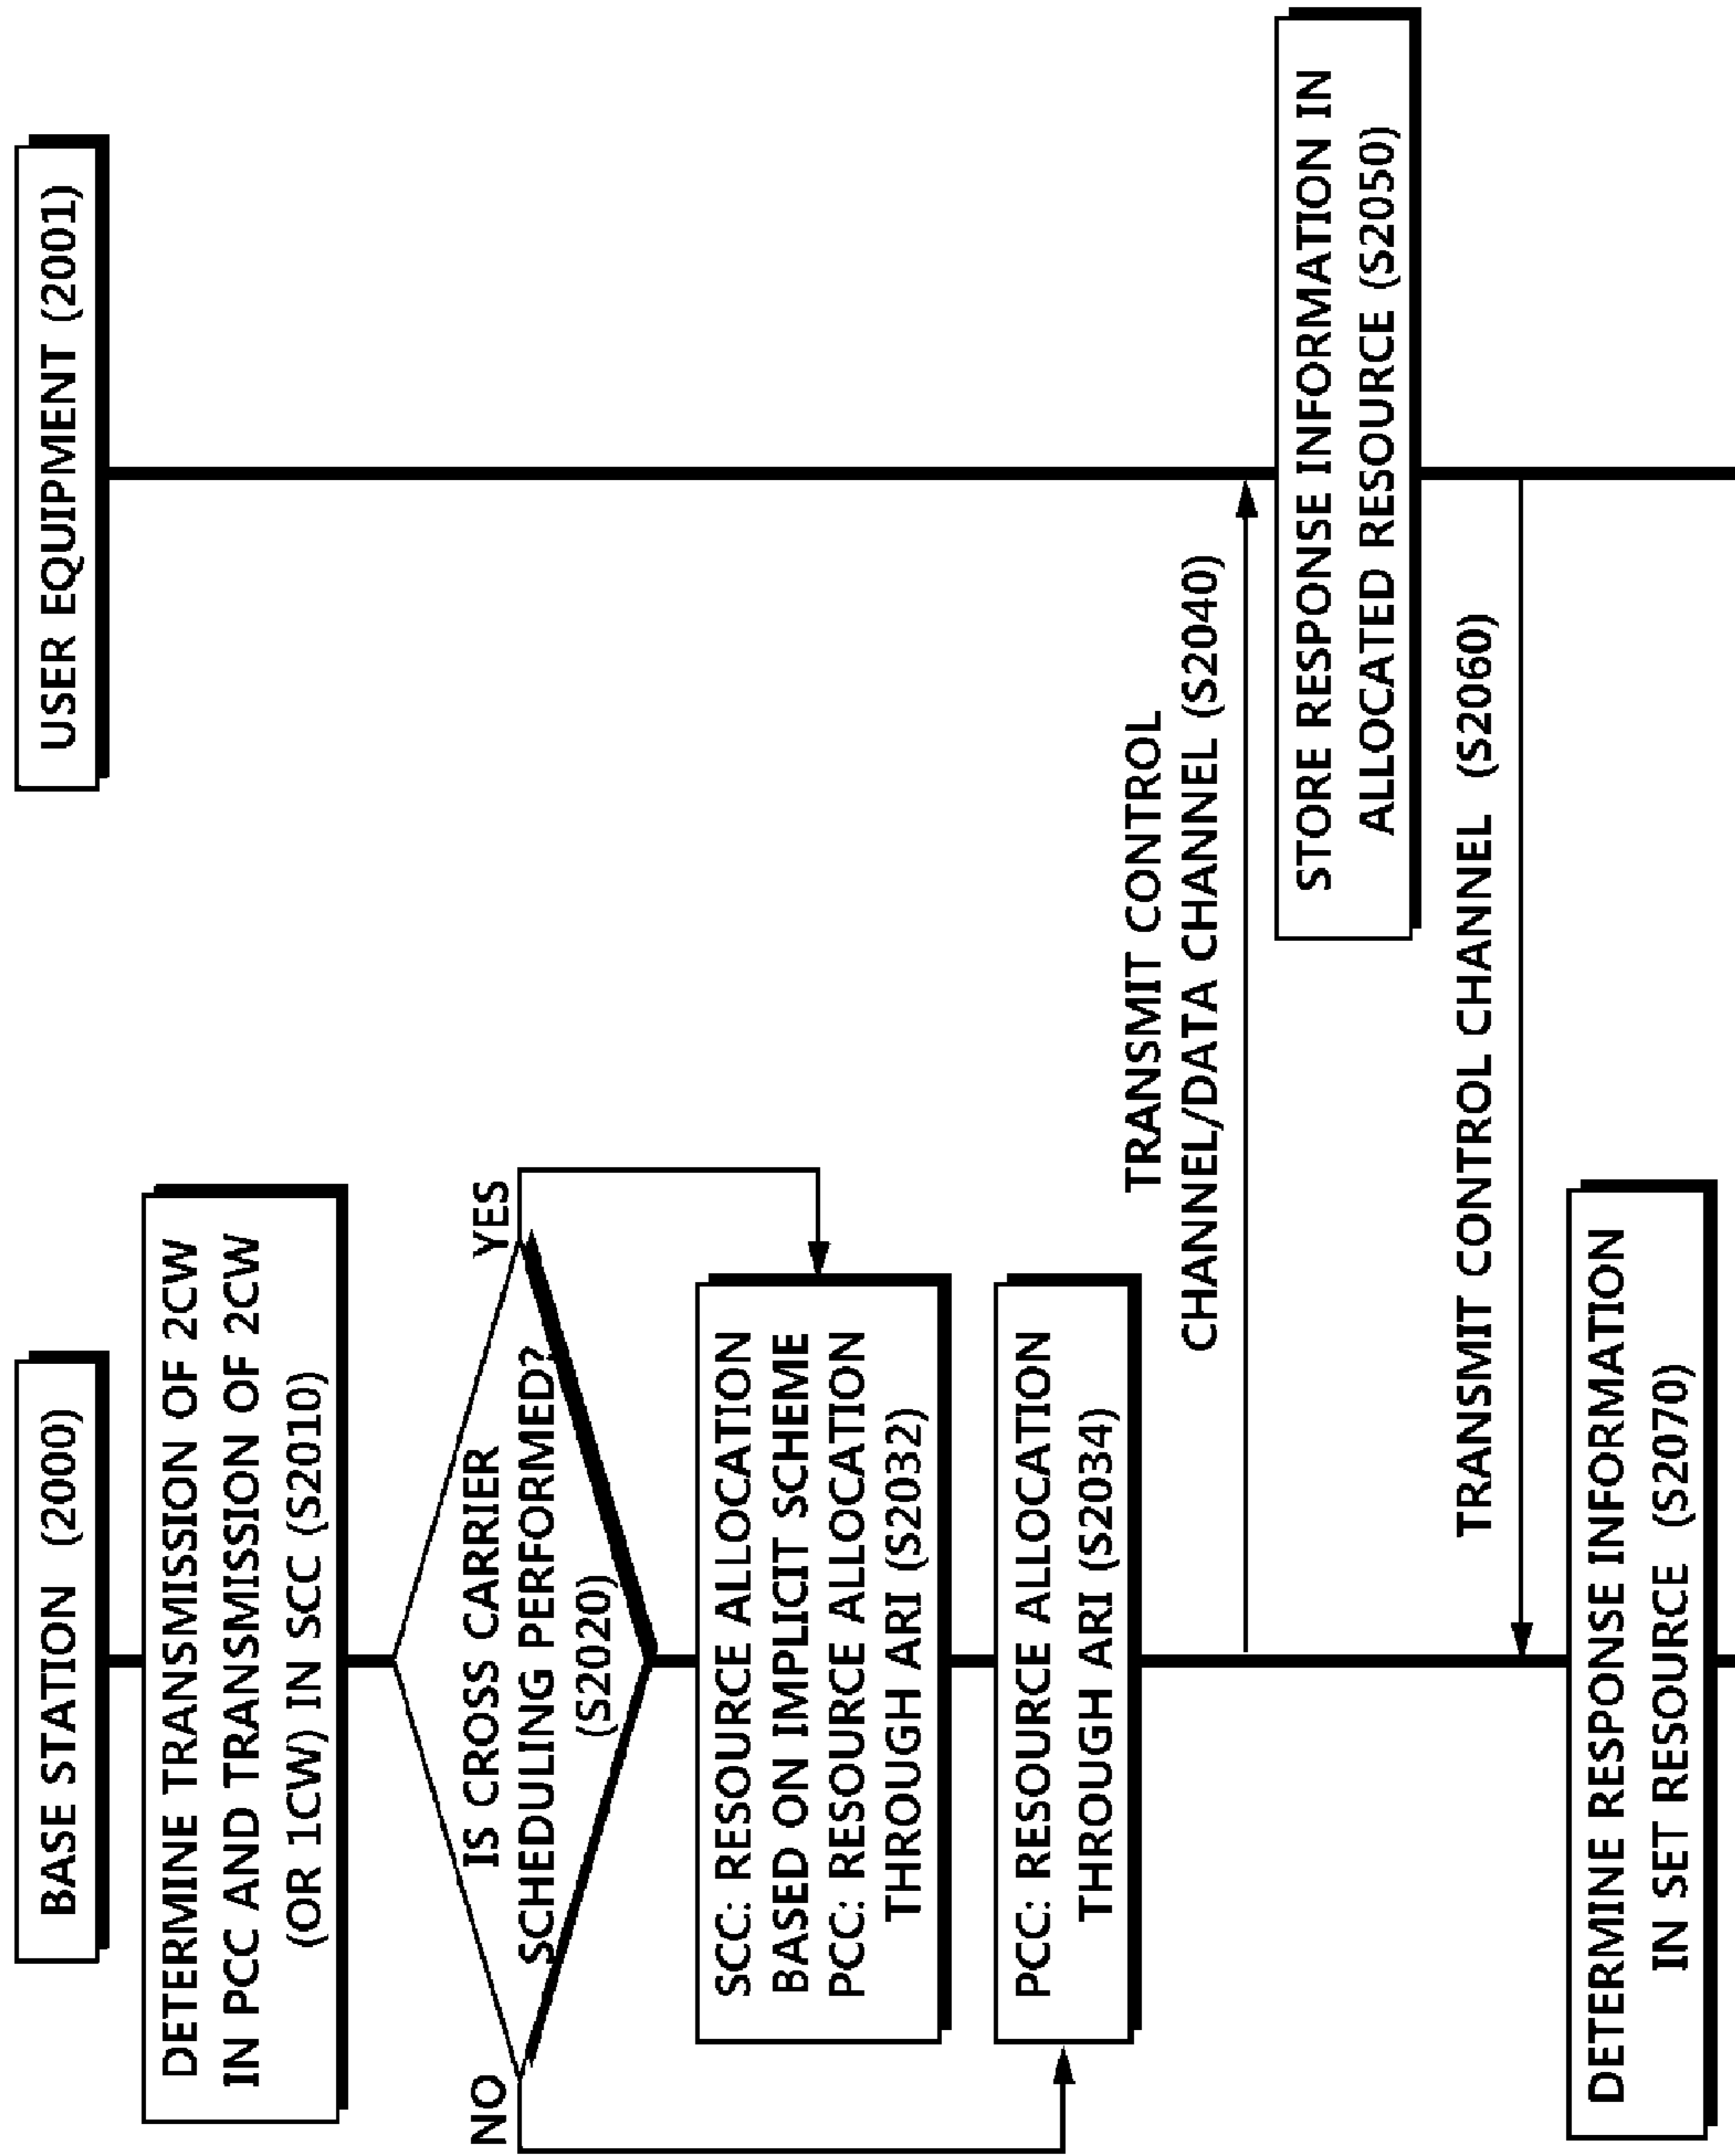 BASE STATION (2000)
USER EQUIPMENT (2001)
DETERMINE TRANSMISSION OF 2CW
IN PCC AND TRANSMISSION OF 2CW
(OR 1CW) IN SCC (S2010)
NO
IS CROSS CARRIER
SCHEDULING PERFORMED?
(S2020)
YES
SCC: RESOURCE ALLOCATION
BASED ON IMPLICIT SCHEME
PCC: RESOURCE ALLOCATION
THROUGH ARI (S2032)
PCC: RESOURCE ALLOCATION
THROUGH ARI (S2034)
TRANSMIT CONTROL
CHANNEL/DATA CHANNEL (S2040)
STORE RESPONSE INFORMATION IN
ALLOCATED RESOURCE (S2050)
TRANSMIT CONTROL CHANNEL (S2060)
DETERMINE RESPONSE INFORMATION
IN SET RESOURCE (S2070)